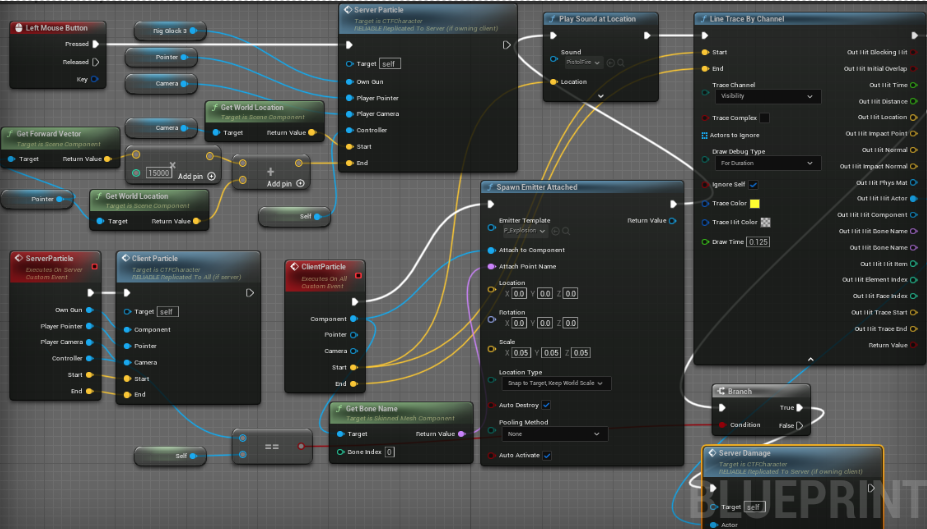 Left Mouse Button
Pressed
Released
Key
Rig Glock 3
Pointer
Camera
Server Particle
Target is CTFCharacter
RELIABLE Replicated To Server (if owning client)
Target self
Own Gun
Player Pointer
Player Camera
Controller
Start
End
Get World Location
Target is Scene Component
Target Return Value
Camera
Get Forward Vector
Target is Scene Component
Target Return Value
15000
Add pin
Add pin
Pointer
Get World Location
Target is Scene Component
Target Return Value
Self
Play Sound at Location
Sound
PistolFire
Location
Line Trace By Channel
Start
End
Trace Channel
Visibility
Trace Complex
Actors to Ignore
Draw Debug Type
For Duration
Ignore Self
Trace Color
Trace Hit Color
Draw Time 0.125
Out Hit Blocking Hit
Out Hit Initial Overlap
Out Hit Time
Out Hit Distance
Out Hit Location
Out Hit Impact Point
Out Hit Normal
Out Hit Impact Normal
Out Hit Phys Mat
Out Hit Hit Actor
Out Hit Hit Component
Out Hit Hit Bone Name
Out Hit Bone Name
Out Hit Hit Item
Out Hit Element Index
Out Hit Face Index
Out Hit Trace Start
Out Hit Trace End
Return Value
ServerParticle
Executes On Server
Custom Event
Own Gun
Player Pointer
Player Camera
Controller
Start
End
Client Particle
Target is CTFCharacter
RELIABLE Replicated To All (if server)
Target self
Component
Pointer
Camera
Start
End
ClientParticle
Executes On All
Custom Event
Component
Pointer
Camera
Start
End
Self
==
Get Bone Name
Target is Skinned Mesh Component
Target Return Value
Bone Index 0
Spawn Emitter Attached
Emitter Template
P_Explosion
Return Value
Attach to Component
Attach Point Name
Location
X 0.0 Y 0.0 Z 0.0
Rotation
X 0.0 Y 0.0 Z 0.0
Scale
X 0.05 Y 0.05 Z 0.05
Location Type
Snap to Target, Keep World Scale
Auto Destroy
Pooling Method
None
Auto Activate
Branch
True
Condition False
Server Damage
Target is CTFCharacter
RELIABLE Replicated To Server (if owning client)
Target self
Actor
BLUEPRINT